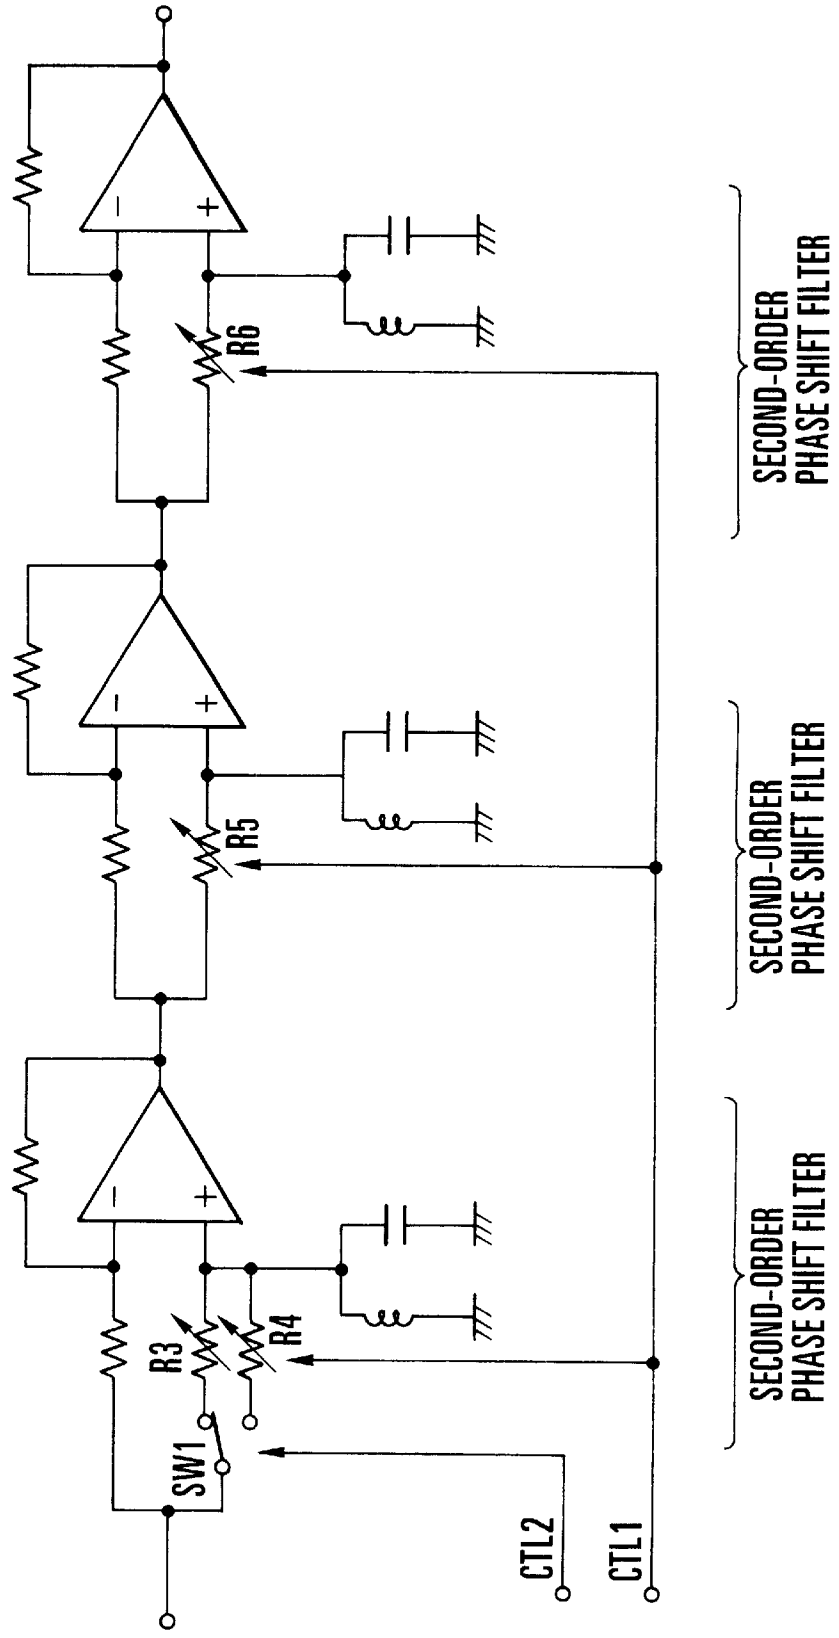 SW1
R3
R4
R5
R6
−
+
−
+
−
+
CTL2
CTL1
SECOND-ORDER
PHASE SHIFT FILTER
SECOND-ORDER
PHASE SHIFT FILTER
SECOND-ORDER
PHASE SHIFT FILTER